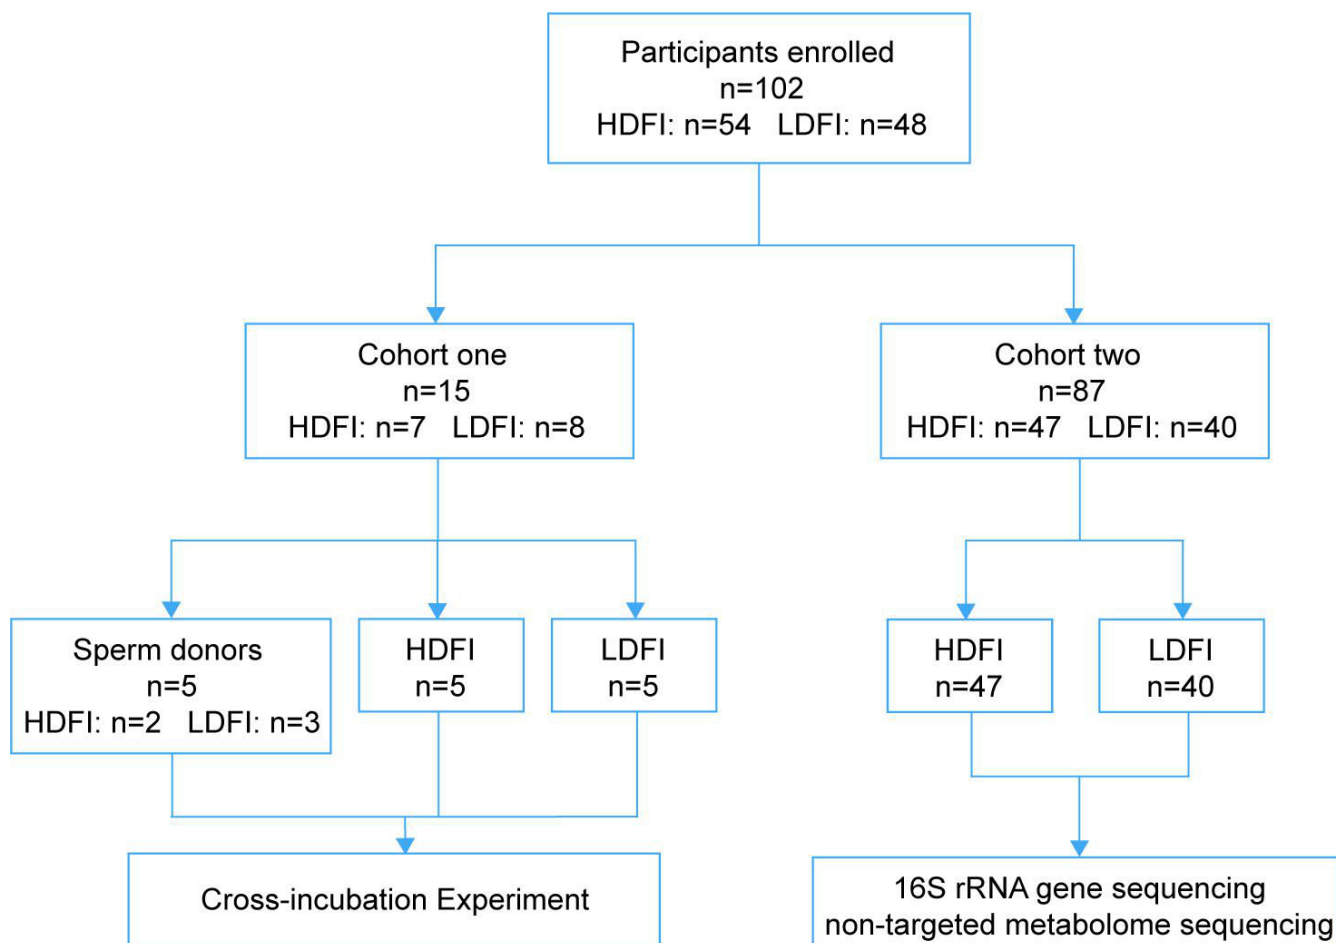 Participants enrolled
n=102
HDFI: n=54 LDFI: n=48
Cohort one
n=15
HDFI: n=7 LDFI: n=8
Cohort two
n=87
HDFI: n=47 LDFI: n=40
Sperm donors
n=5
HDFI: n=2 LDFI: n=3
HDFI
n=5
LDFI
n=5
HDFI
n=47
LDFI
n=40
Cross-incubation Experiment
16S rRNA gene sequencing
non-targeted metabolome sequencing